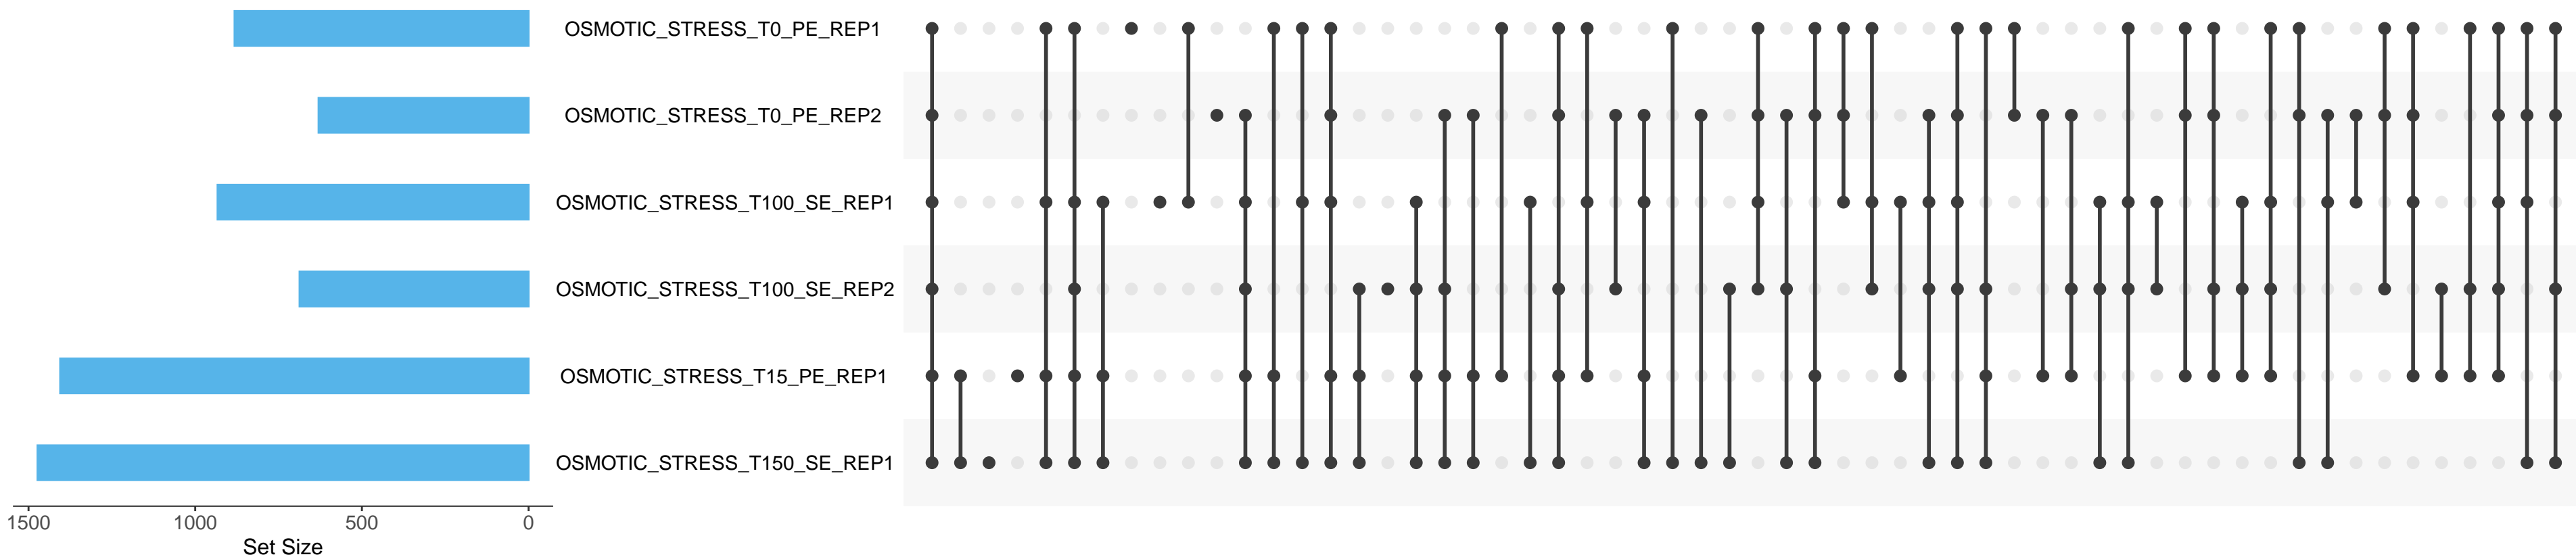 OSMOTIC_STRESS_T0_PE_REP1
OSMOTIC_STRESS_T0_PE_REP2
OSMOTIC_STRESS_T100_SE_REP1
OSMOTIC_STRESS_T100_SE_REP2
OSMOTIC_STRESS_T15_PE_REP1
OSMOTIC_STRESS_T150_SE_REP1
1500 1000 500 0
Set Size